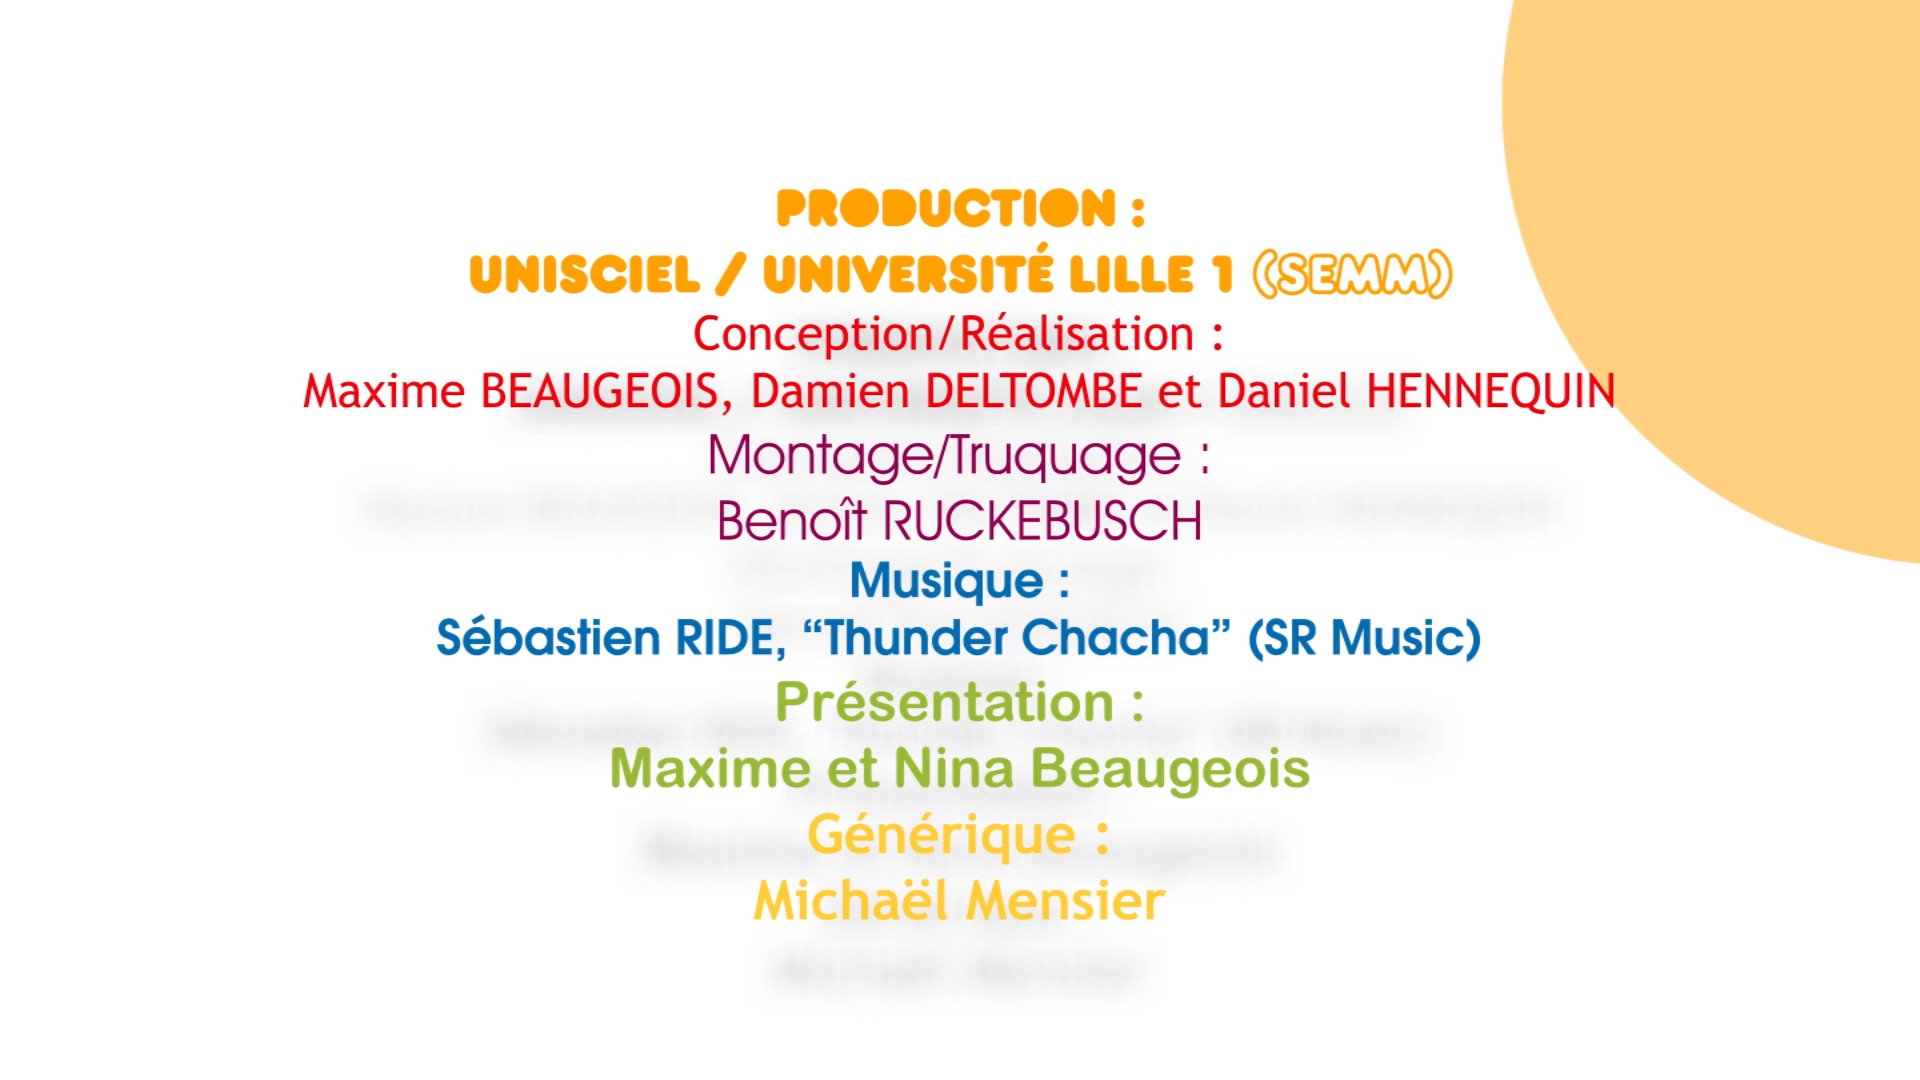 PRODUCTION :
UNISCIEL / UNIVERSITÉ LILLE 1 (SEMM)
Conception/Réalisation :
Maxime BEAUGEOIS, Damien DELTOMBE et Daniel HENNEQUIN
Montage/Truquage :
Benoît RUCKEBUSCH
Musique :
Sébastien RIDE, “Thunder Chacha” (SR Music)
Présentation :
Maxime et Nina Beaugeois
Générique :
Michaël Mensier